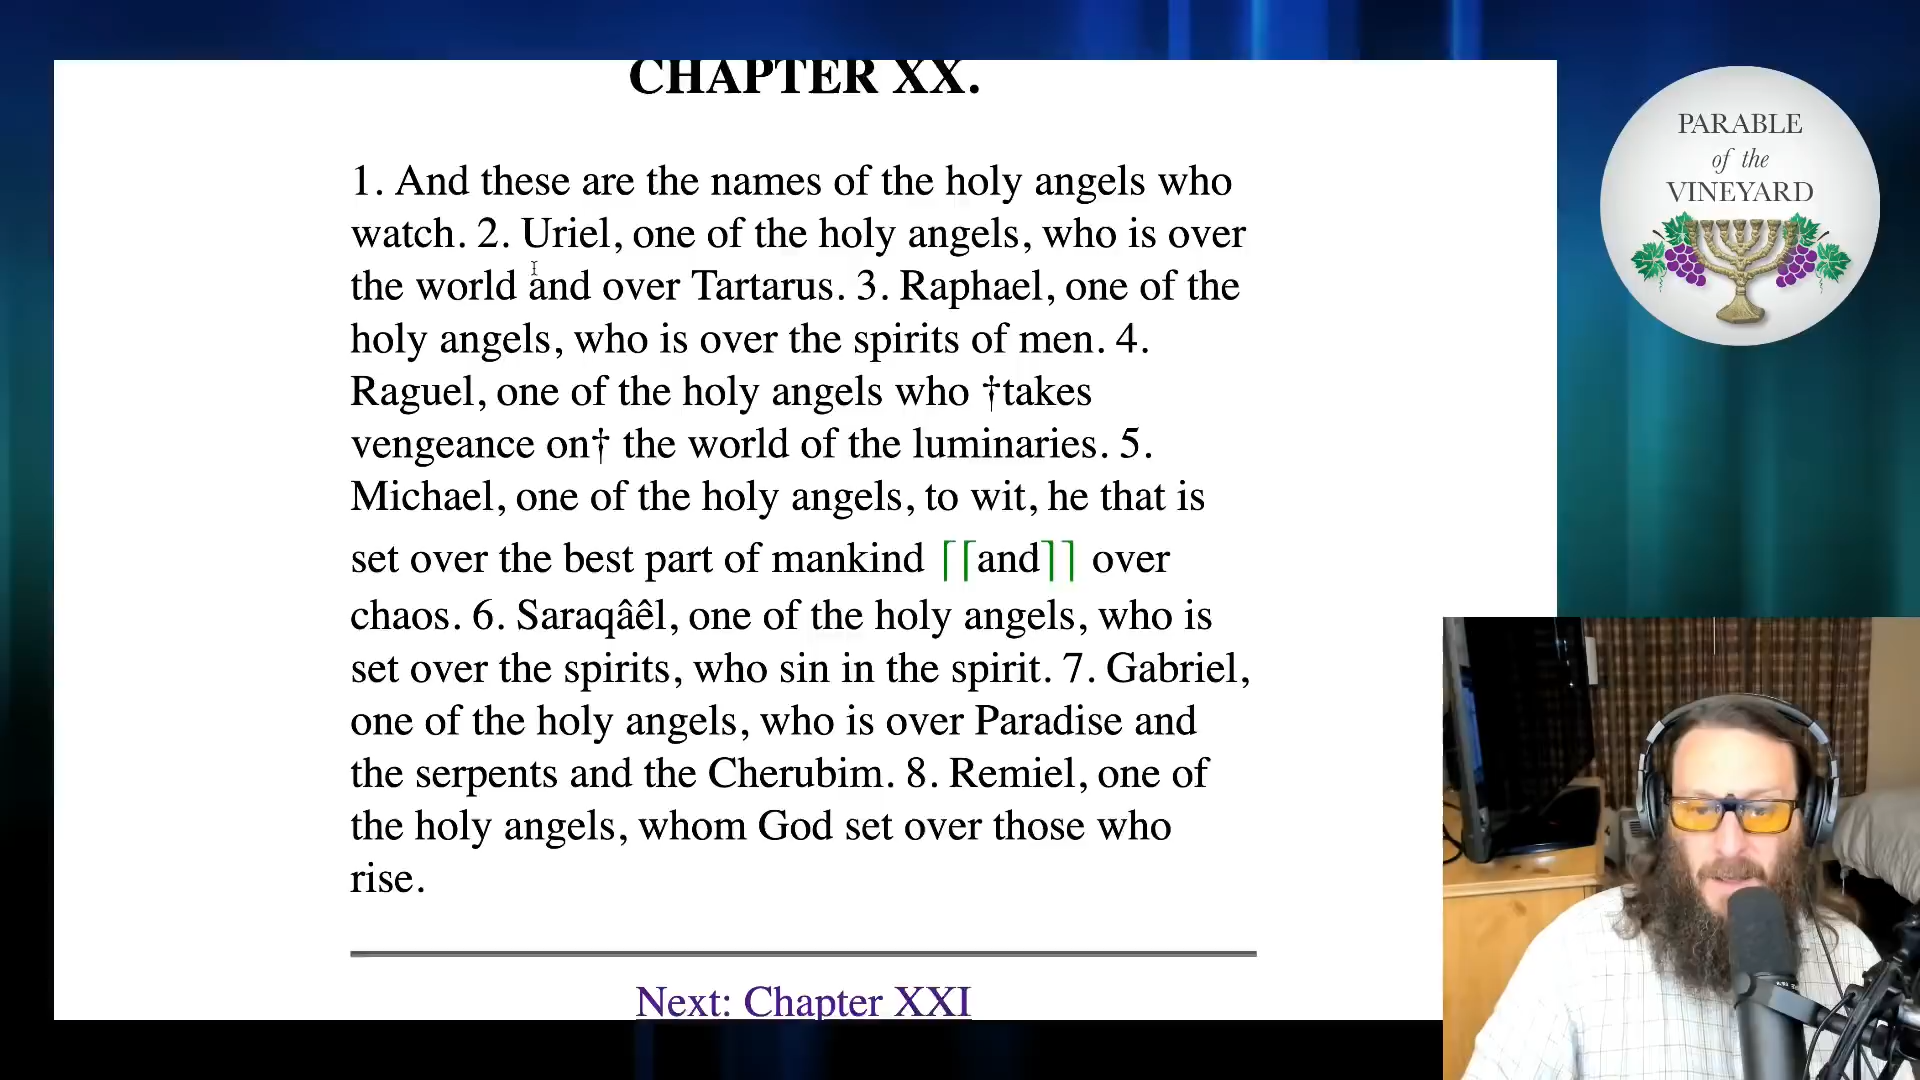 CHAPTER XX.
1. And these are the names of the holy angels who
watch. 2. Uriel, one of the holy angels, who is over
the world and over Tartarus. 3. Raphael, one of the
holy angels, who is over the spirits of men. 4.
Raguel, one of the holy angels who †takes
vengeance on† the world of the luminaries. 5.
Michael, one of the holy angels, to wit, he that is
set over the best part of mankind ⌈⌈and⌉⌉ over
chaos. 6. Saraqâêl, one of the holy angels, who is
set over the spirits, who sin in the spirit. 7. Gabriel,
one of the holy angels, who is over Paradise and
the serpents and the Cherubim. 8. Remiel, one of
the holy angels, whom God set over those who
rise.
Next: Chapter XXI
PARABLE
of the
VINEYARD